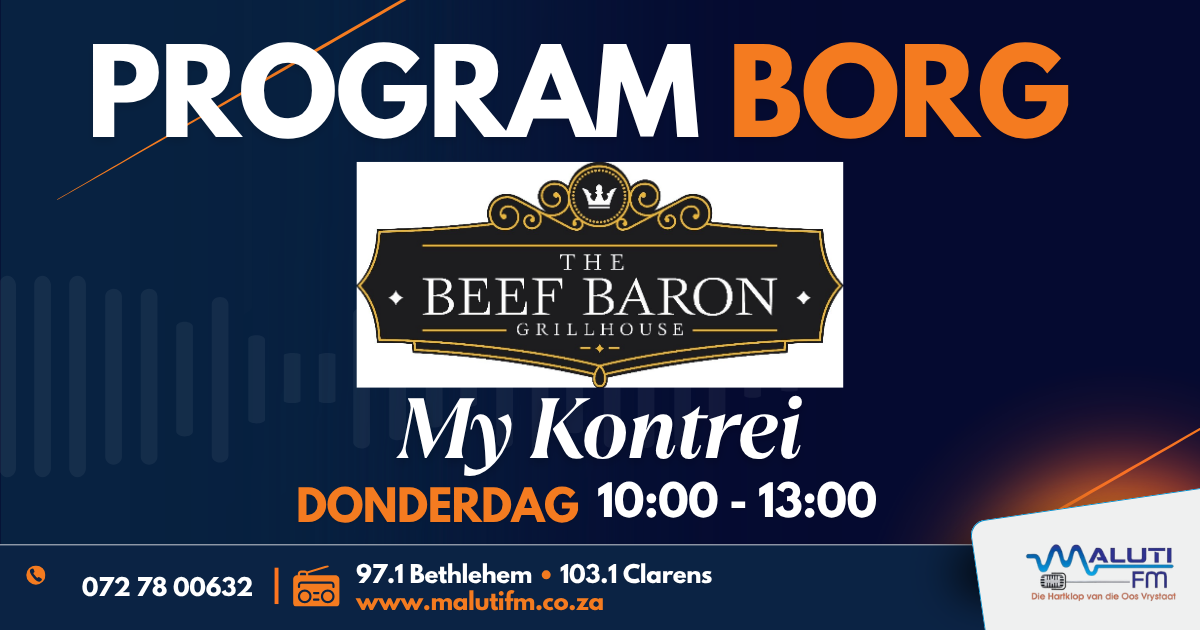 PROGRAM BORG
THE
BEEF BARON
GRILLHOUSE
My Kontrei
DONDERDAG 10:00 - 13:00
072 78 00632
97.1 Bethlehem • 103.1 Clarens
www.malutifm.co.za
MALUTI
FM
Die Hartklop van die Oos Vrystaat